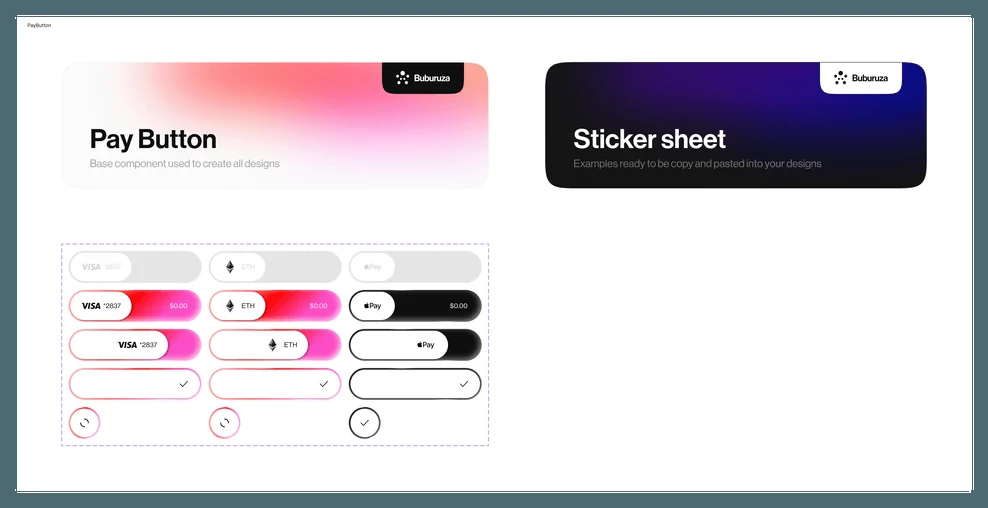 PayButton
Buburuza
Pay Button
Base component used to create all designs
Buburuza
Sticker sheet
Examples ready to be copy and pasted into your designs
VISA *2837
ETH
Pay
VISA *2837 $0.00
ETH $0.00
Pay $0.00
VISA *2837
ETH
Pay